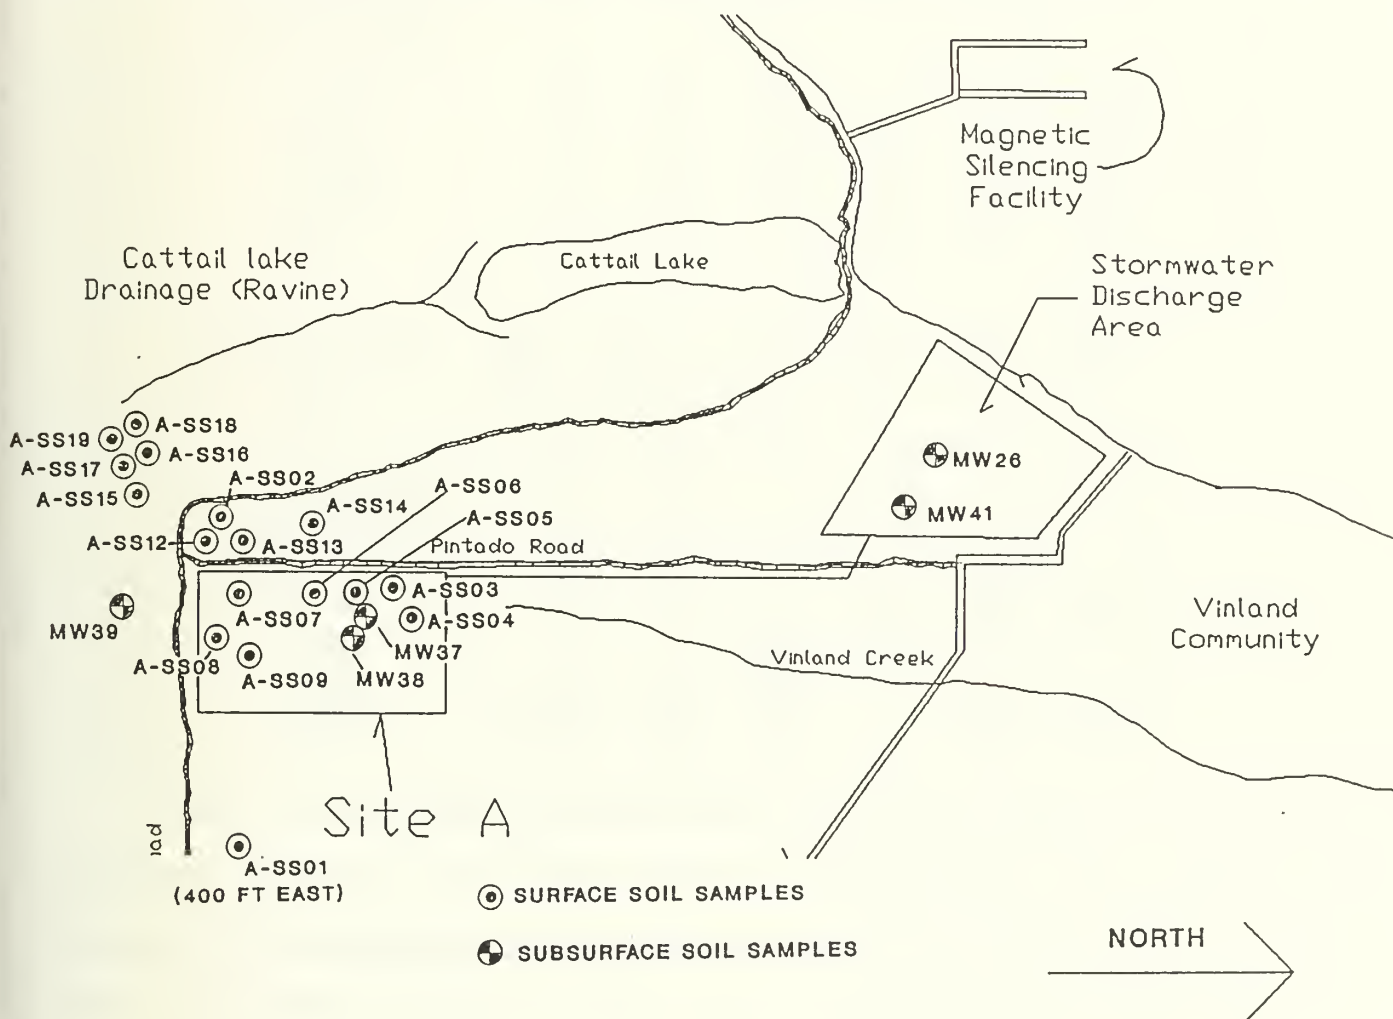 Magnetic
Silencing
Facility
Cattail lake
Drainage (Ravine)
Cattail Lake
Stormwater
Discharge
Area
A-SS18
A-SS19
A-SS16
A-SS17
A-SS02
A-SS15
A-SS06
A-SS14
A-SS05
A-SS12
A-SS13
Pintado Road
MW26
MW41
A-SS03
A-SS07
A-SS04
MW39
MW37
A-SS08
A-SS09
MW38
Vinland Creek
Vinland
Community
Site A
ad
A-SS01
(400 FT EAST)
SURFACE SOIL SAMPLES
SUBSURFACE SOIL SAMPLES
NORTH